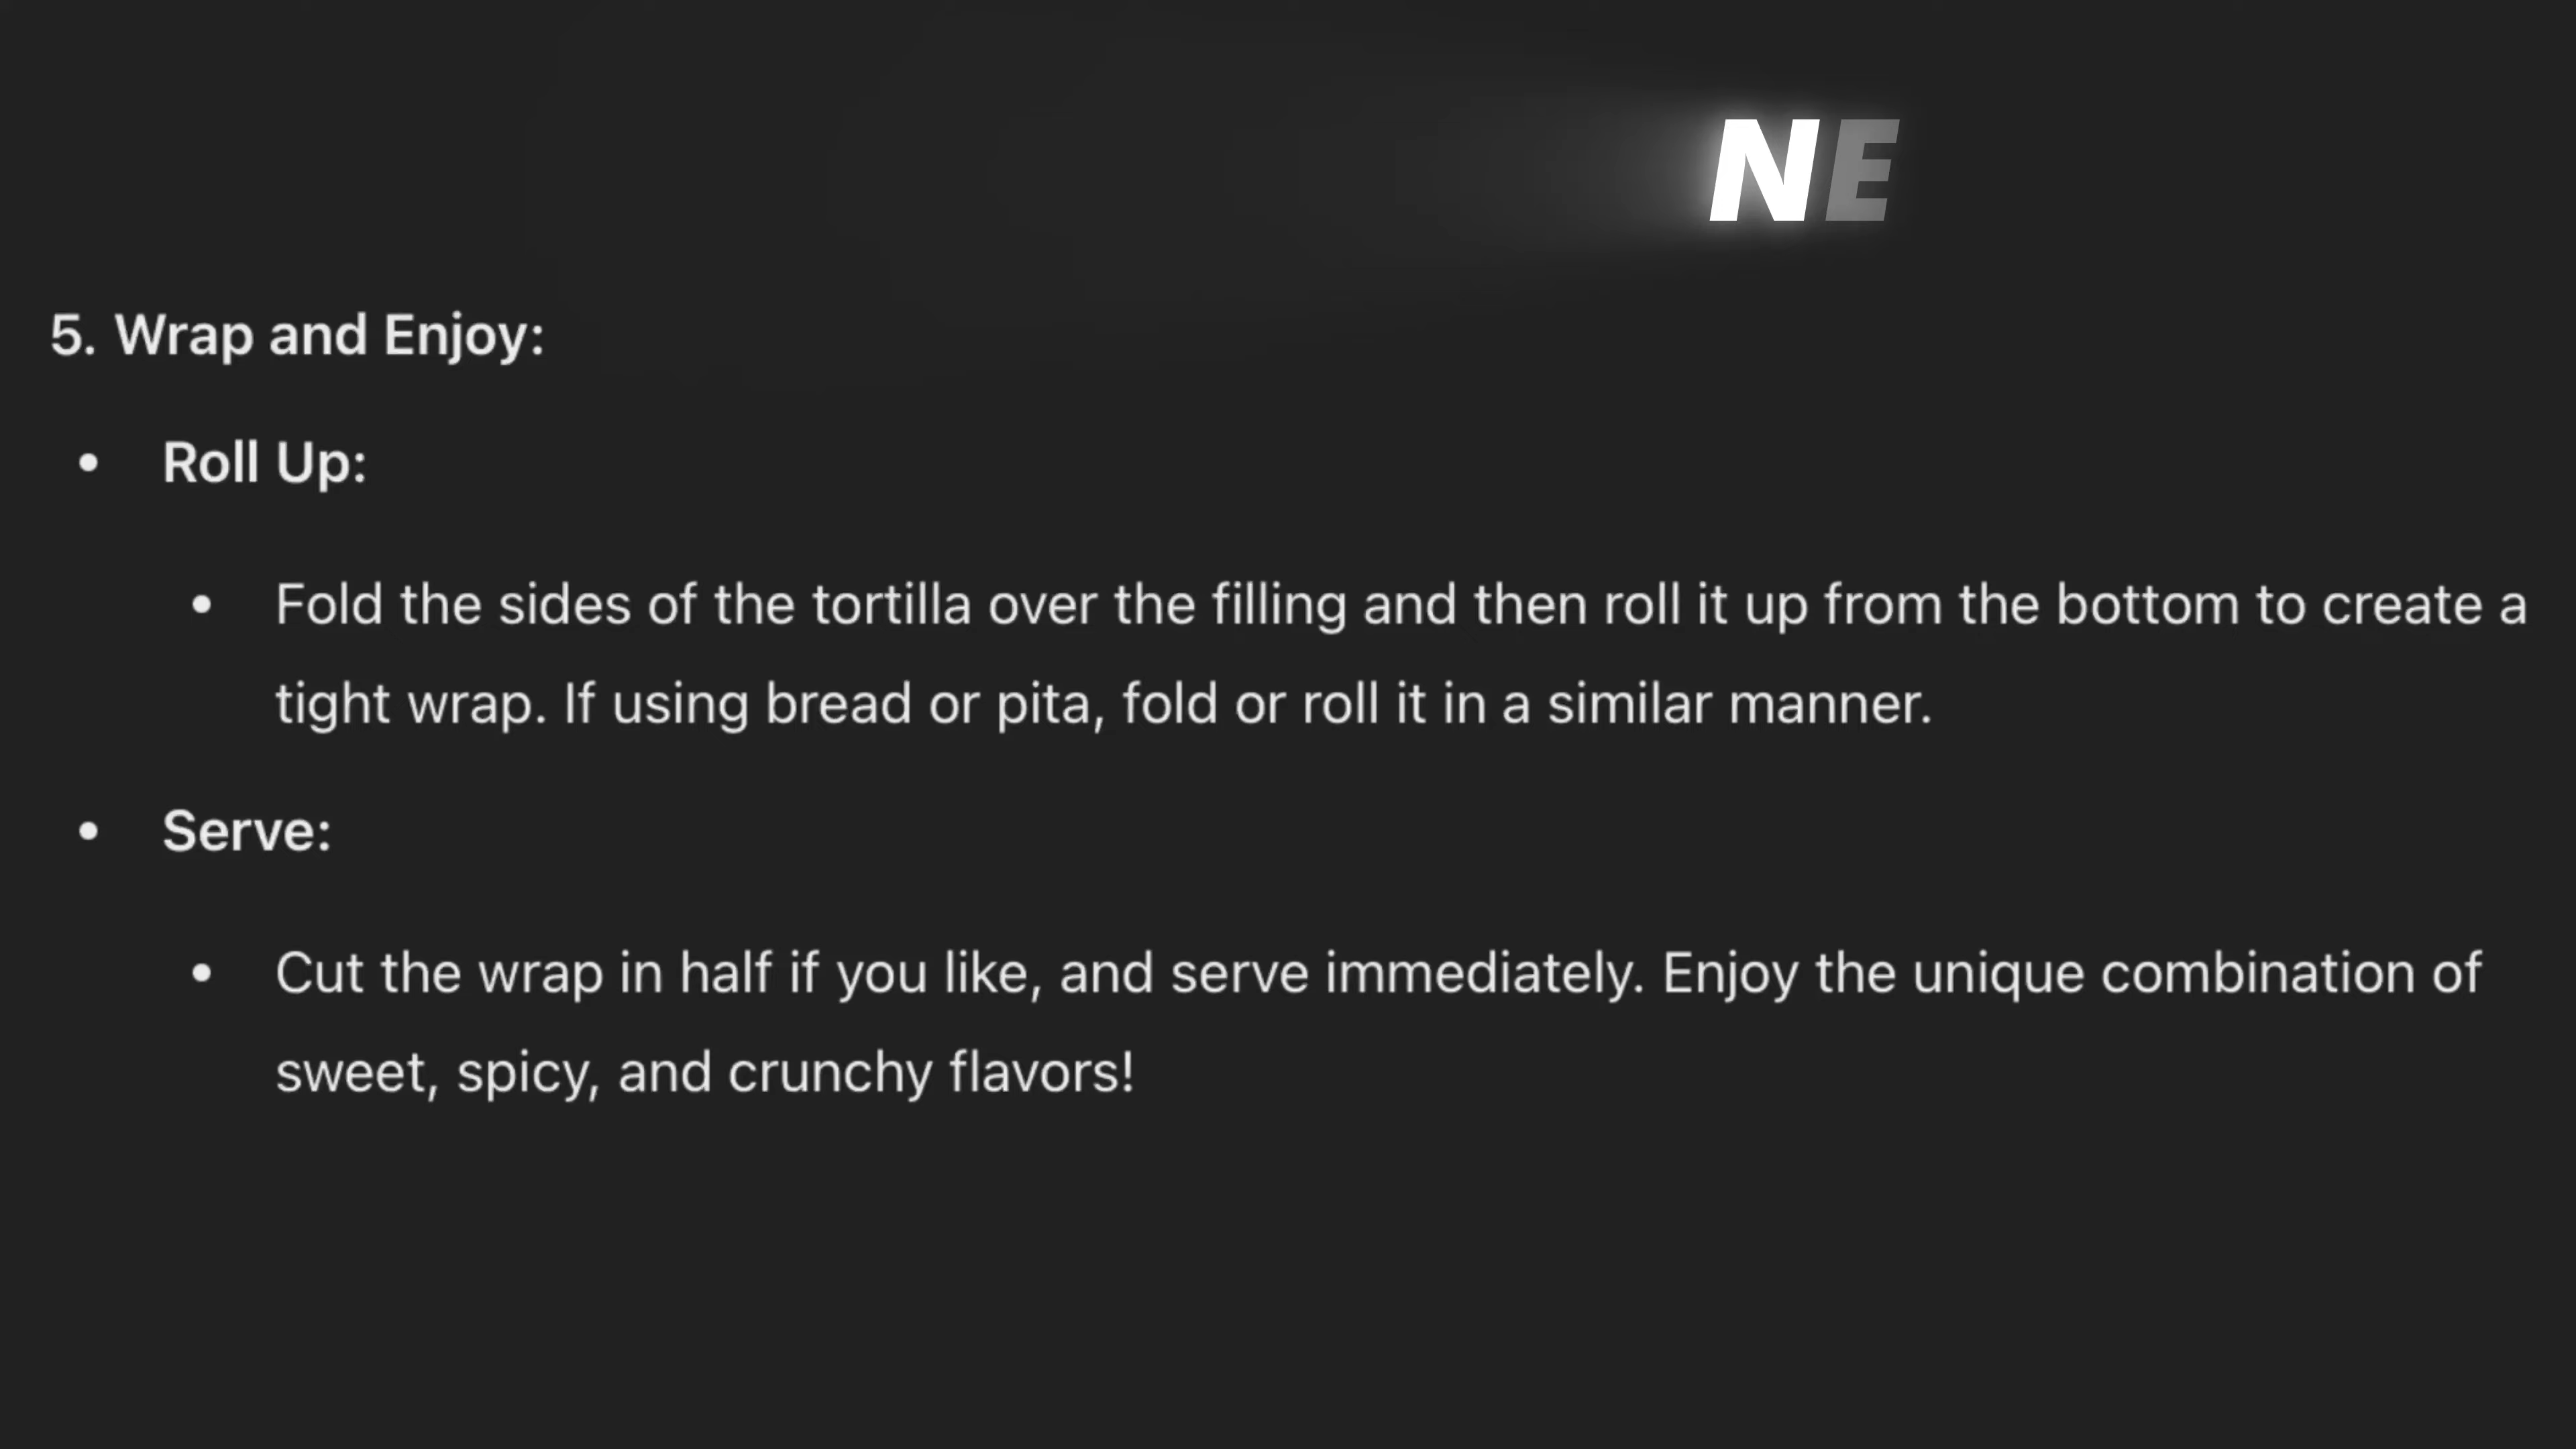 NE
5. Wrap and Enjoy:
• Roll Up:
• Fold the sides of the tortilla over the filling and then roll it up from the bottom to create a
tight wrap. If using bread or pita, fold or roll it in a similar manner.
• Serve:
• Cut the wrap in half if you like, and serve immediately. Enjoy the unique combination of
sweet, spicy, and crunchy flavors!